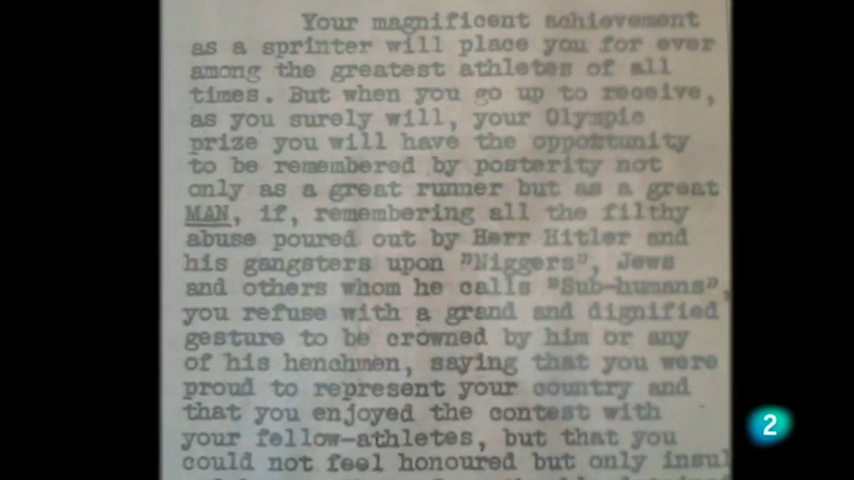 Your magnificent achievement
as a sprinter will place you for ever
among the greatest athletes of all
times. But when you go up to receive,
as you surely will, your Olympic
prize you will have the opportunity
to be remembered by posterity not
only as a great runner but as a great
MAN, if, remembering all the filthy
abuse poured out by Herr Hitler and
his gangsters upon "Niggers", Jews
and others whom he calls "Sub-humans",
you refuse with a grand and dignified
gesture to be crowned by him or any
of his henchmen, saying that you were
proud to represent your country and
that you enjoyed the contest with
your fellow-athletes, but that you
could not feel honoured but only insul
2